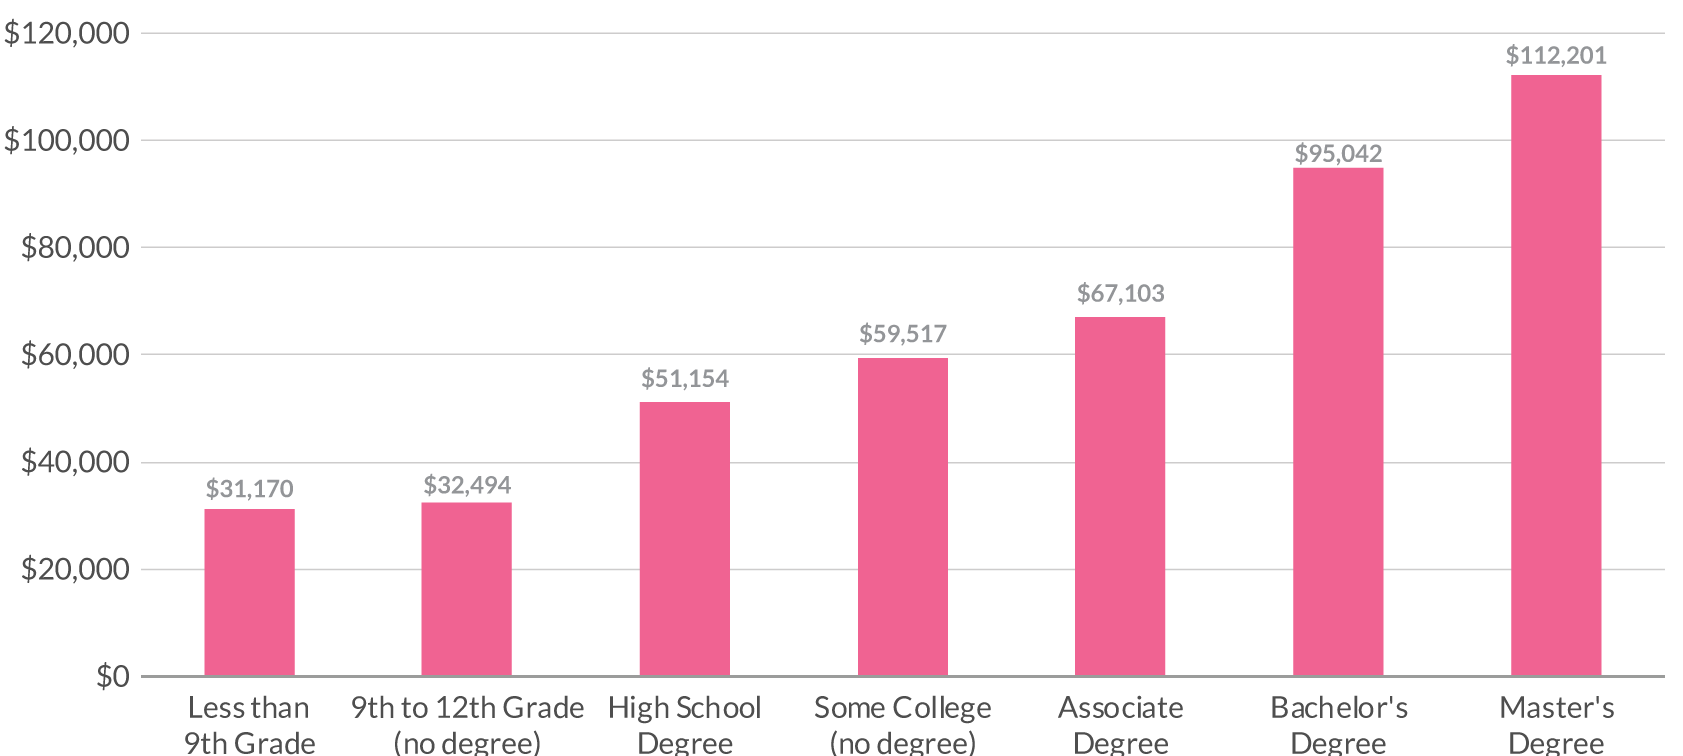 $120,000
$100,000
$80,000
$60,000
$40,000
$20,000
$0
$31,170
$32,494
$51,154
$59,517
$67,103
$95,042
$112,201
Less than
9th Grade
9th to 12th Grade
(no degree)
High School
Degree
Some College
(no degree)
Associate
Degree
Bachelor's
Degree
Master's
Degree